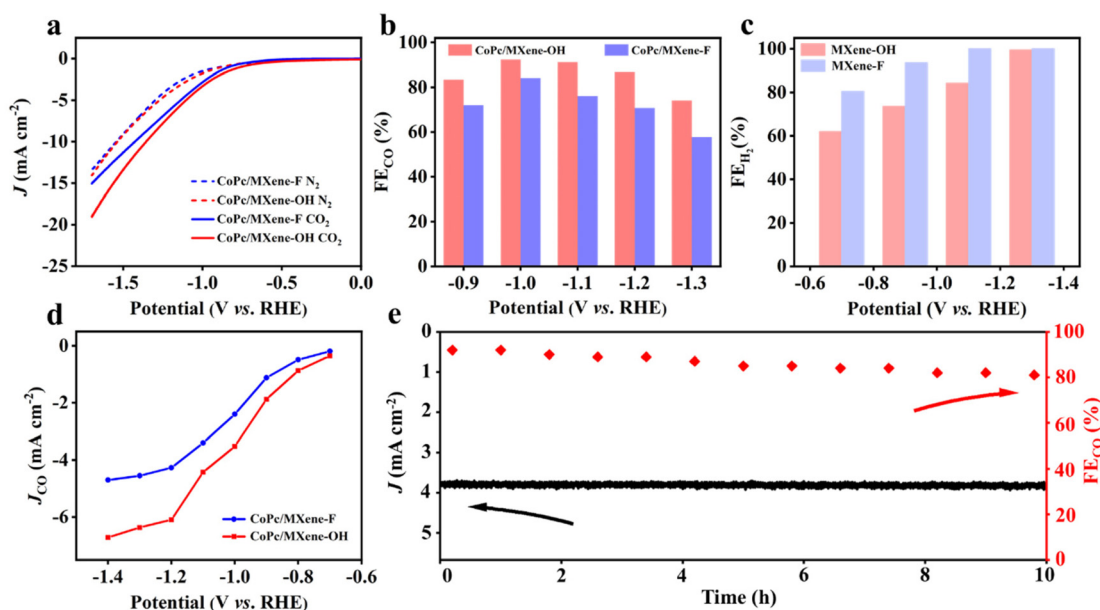 a
0
-5
-10
-15
-20
-25
J (mA cm⁻²)
CoPc/MXene-F N₂
CoPc/MXene-OH N₂
CoPc/MXene-F CO₂
CoPc/MXene-OH CO₂
-1.5 -1.0 -0.5 0.0
Potential (V vs. RHE)
b
100
80
60
40
20
0
FE_CO (%)
CoPc/MXene-OH CoPc/MXene-F
-0.9 -1.0 -1.1 -1.2 -1.3
Potential (V vs. RHE)
c
100
80
60
40
20
0
FE_H₂(%)
MXene-OH
MXene-F
-0.6 -0.8 -1.0 -1.2 -1.4
Potential (V vs. RHE)
d
0
-2
-4
-6
J_CO (mA cm⁻²)
CoPc/MXene-F
CoPc/MXene-OH
-1.4 -1.2 -1.0 -0.8 -0.6
Potential (V vs. RHE)
e
0
1
2
3
4
5
J (mA cm⁻²)
100
80
60
40
20
0
FE_CO (%)
0 2 4 6 8 10
Time (h)